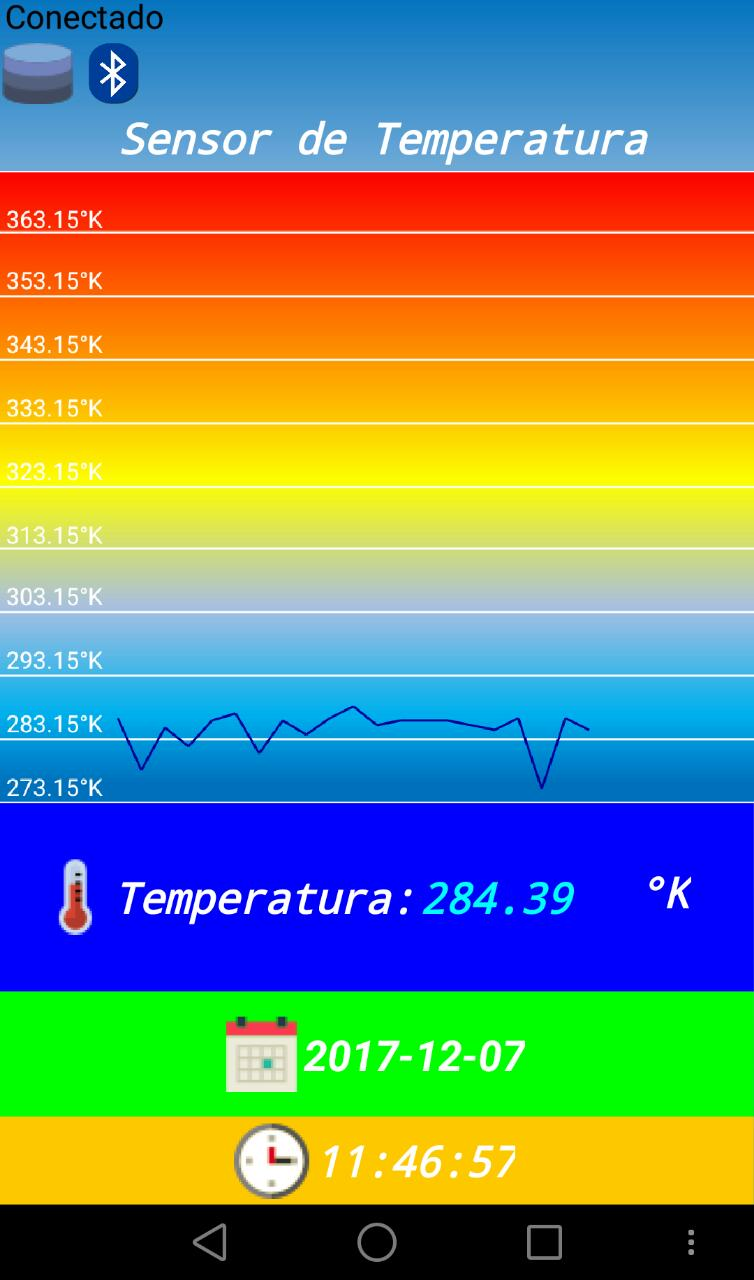 Conectado
Sensor de Temperatura
363.15°K
353.15°K
343.15°K
333.15°K
323.15°K
313.15°K
303.15°K
293.15°K
283.15°K
273.15°K
Temperatura: 284.39 °K
2017-12-07
11:46:57